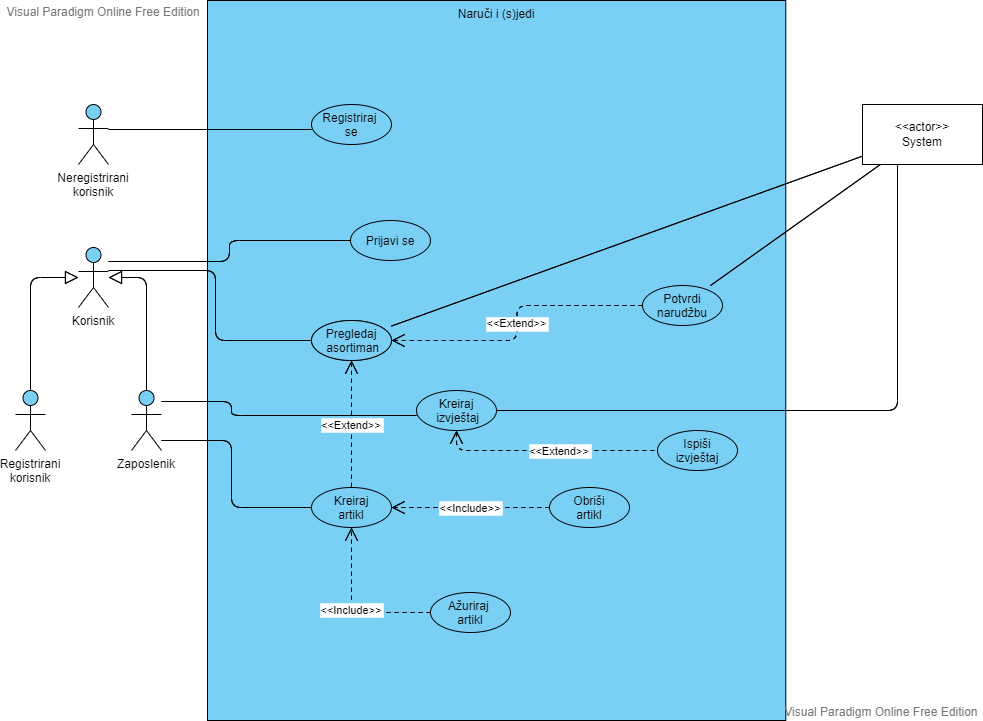 Visual Paradigm Online Free Edition
Naruči i (s)jedi
Registriraj
se
<<actor>>
System
Neregistrirani
korisnik
Prijavi se
Korisnik
Potvrdi
narudžbu
<<Extend>>
Pregledaj
asortiman
Kreiraj
izvještaj
<<Extend>>
Ispiši
izvještaj
<<Extend>>
Registrirani
korisnik
Zaposlenik
Kreiraj
artikl
<<Include>>
Obriši
artikl
<<Include>>
Ažuriraj
artikl
Visual Paradigm Online Free Edition